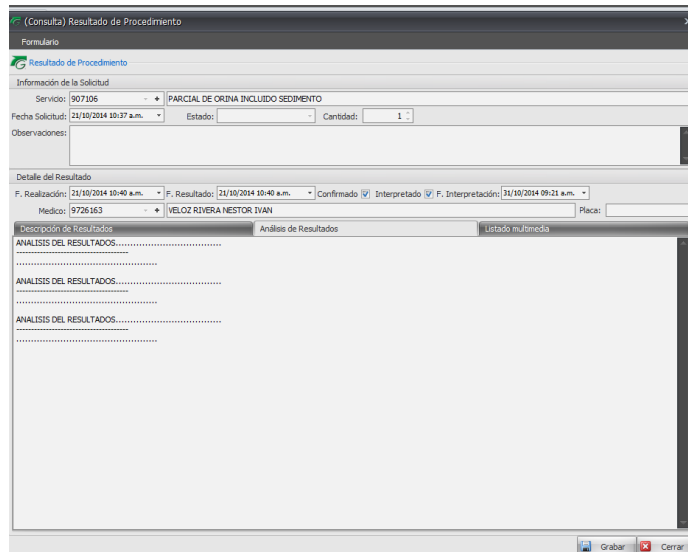 (Consulta) Resultado de Procedimiento
Formulario
Resultado de Procedimiento
Información de la Solicitud
Servicio: 907106 - + PARCIAL DE ORINA INCLUIDO SEDIMENTO
Fecha Solicitud: 21/10/2014 10:37 a.m. Estado: Cantidad: 1
Observaciones:
Detalle del Resultado
F. Realización: 21/10/2014 10:40 a.m. F. Resultado: 21/10/2014 10:40 a.m. Confirmado Interpretado F. Interpretación: 31/10/2014 09:21 a.m.
Medico: 9726163 - + VELOZ RIVERA NESTOR IVAN Placa:
Descripción de Resultados Análisis de Resultados Listado multimedia
ANALISIS DEL RESULTADOS...................................
--------------------------------------
...............................................
ANALISIS DEL RESULTADOS...................................
--------------------------------------
...............................................
ANALISIS DEL RESULTADOS...................................
--------------------------------------
...............................................
Grabar Cerrar